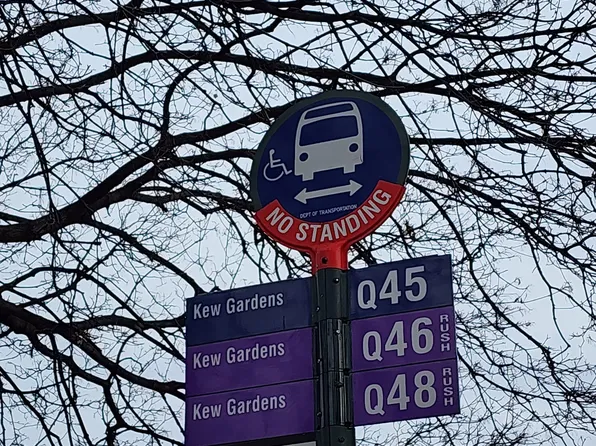 DEPT OF TRANSPORTATION
NO STANDING
Kew Gardens Q45
Kew Gardens Q46 RUSH
Kew Gardens Q48 RUSH